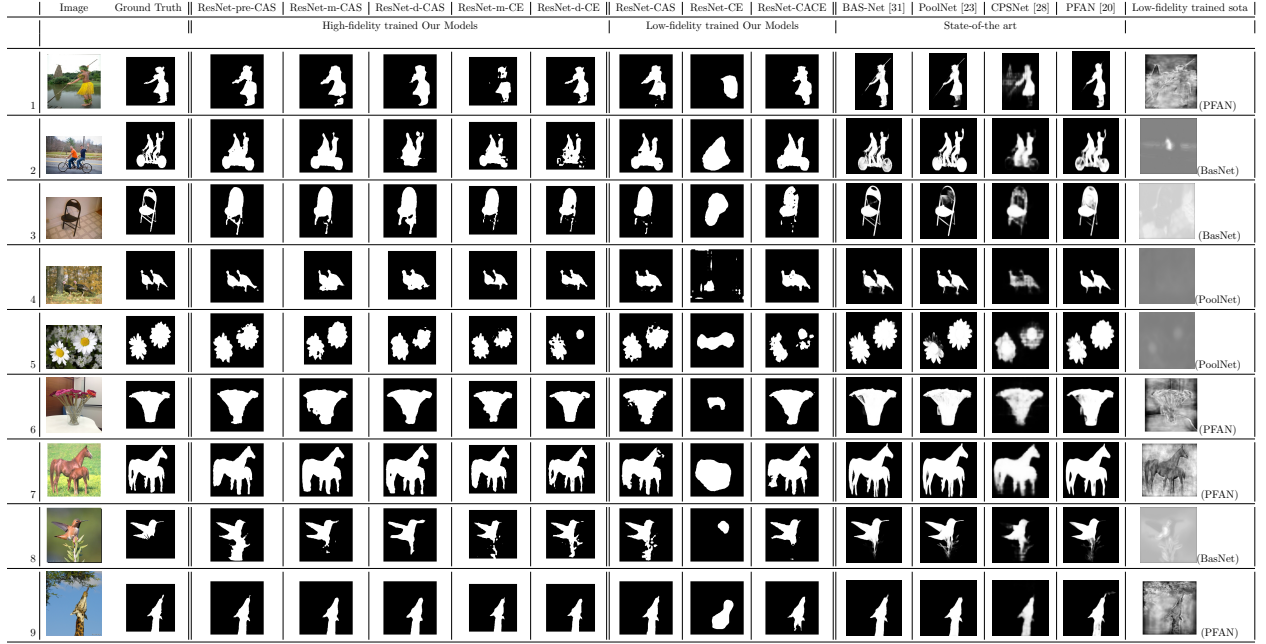 Image Ground Truth ResNet-pre-CAS ResNet-m-CAS ResNet-d-CAS ResNet-m-CE ResNet-d-CE ResNet-CAS ResNet-CE ResNet-CACE BAS-Net [31] PoolNet [23] CPSNet [28] PFAN [20] Low-fidelity trained sota
High-fidelity trained Our Models Low-fidelity trained Our Models State-of-the art
1 (PFAN)
2 (BasNet)
3 (BasNet)
4 (PoolNet)
5 (PoolNet)
6 (PFAN)
7 (PFAN)
8 (BasNet)
9 (PFAN)